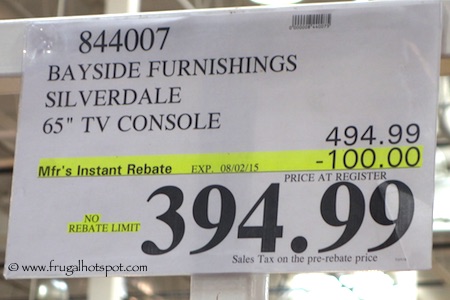 844007
BAYSIDE FURNISHINGS
SILVERDALE
65" TV CONSOLE
494.99
Mfr's Instant Rebate EXP. 08/02/15 -100.00
PRICE AT REGISTER
NO
REBATE LIMIT
394.99
Sales Tax on the pre-rebate price
www.frugalhotspot.com